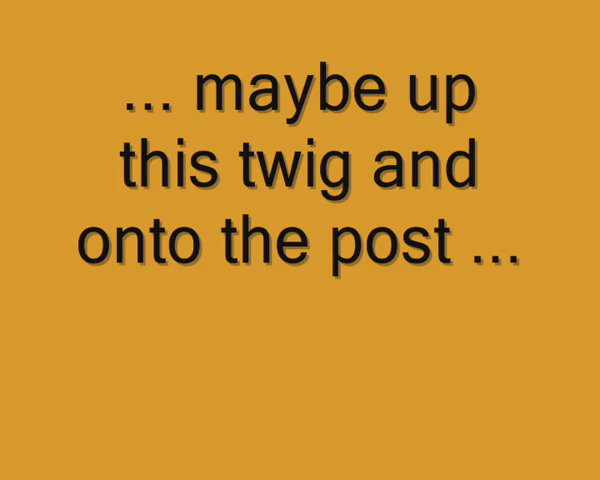 ... maybe up
this twig and
onto the post ...